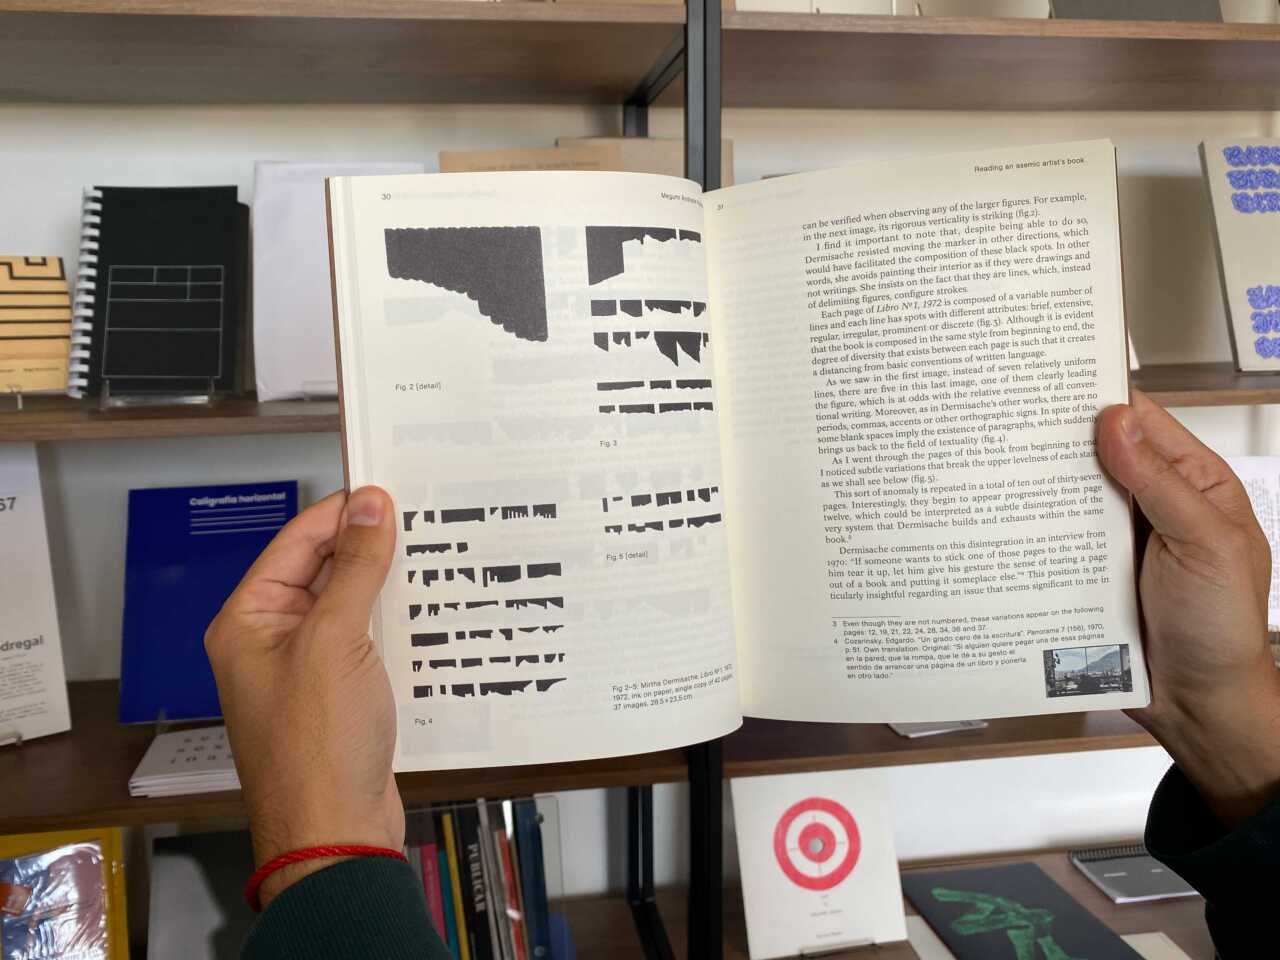 30
Fig. 2 [detail]
Fig. 3
Fig. 5 [detail]
Fig. 4
Fig 2–5: Mirtha Dermisache, Libro Nº 1, 1972,
1972, ink on paper, single copy of 42 pages,
37 images, 28.5 × 23.5 cm
31
Reading an asemic artist's book
can be verified when observing any of the larger figures. For example,
in the next image, its rigorous verticality is striking (fig.2).
I find it important to note that, despite being able to do so,
Dermisache resisted moving the marker in other directions, which
would have facilitated the composition of these black spots. In other
words, she avoids painting their interior as if they were drawings and
not writings. She insists on the fact that they are lines, which, instead
of delimiting figures, configure strokes.
Each page of Libro Nº 1, 1972 is composed of a variable number of
lines and each line has spots with different attributes: brief, extensive,
regular, irregular, prominent or discrete (fig.3). Although it is evident
that the book is composed in the same style from beginning to end, the
degree of diversity that exists between each page is such that it creates
a distancing from basic conventions of written language.
As we saw in the first image, instead of seven relatively uniform
lines, there are five in this last image, one of them clearly leading
the figure, which is at odds with the relative evenness of all conven-
tional writing. Moreover, as in Dermisache's other works, there are no
periods, commas, accents or other orthographic signs. In spite of this,
some blank spaces imply the existence of paragraphs, which suddenly
brings us back to the field of textuality (fig.4).
As I went through the pages of this book from beginning to end
I noticed subtle variations that break the upper levelness of each stain
as we shall see below (fig.5).
This sort of anomaly is repeated in a total of ten out of thirty-seven
pages. Interestingly, they begin to appear progressively from page
twelve, which could be interpreted as a subtle disintegration of the
very system that Dermisache builds and exhausts within the same
book.³
Dermisache comments on this disintegration in an interview from
1970: “If someone wants to stick one of those pages to the wall, let
him tear it up, let him give his gesture the sense of tearing a page
out of a book and putting it someplace else.”⁴ This position is par-
ticularly insightful regarding an issue that seems significant to me in
3 Even though they are not numbered, these variations appear on the following
pages: 12, 19, 21, 22, 24, 28, 34, 36 and 37.
4 Cozarinsky, Edgardo. “Un grado cero de la escritura”, Panorama 7 (156), 1970,
p. 51. Own translation. Original: “Si alguien quiere pegar una de esas páginas
en la pared, que la rompa, que le dé a su gesto el
sentido de arrancar una página de un libro y ponerla
en otro lado.”
Caligrafía horizontal
67
dregal
PUBLICAR